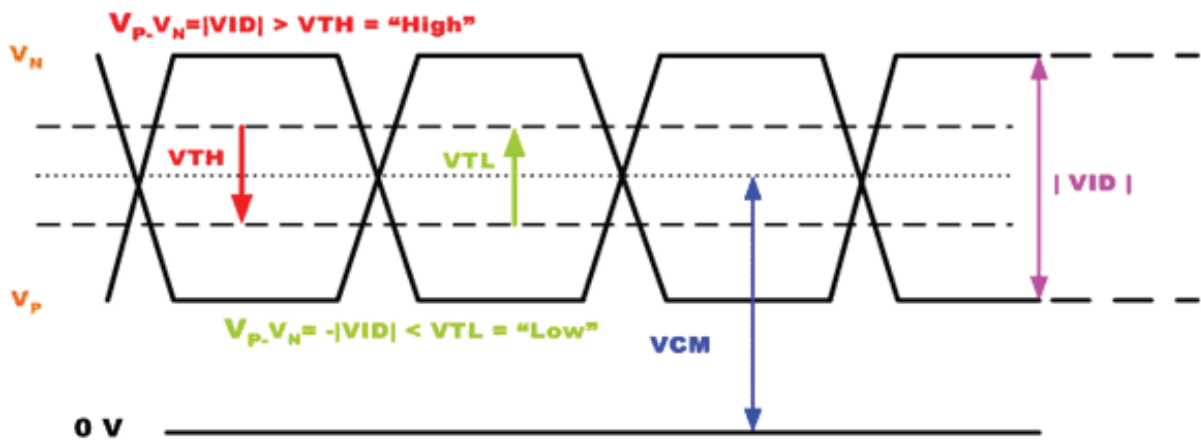 VP-VN=|VID| > VTH = “High”
VN
VTH
VTL
| VID |
VP
VP-VN= -|VID| < VTL = “Low”
VCM
0 V